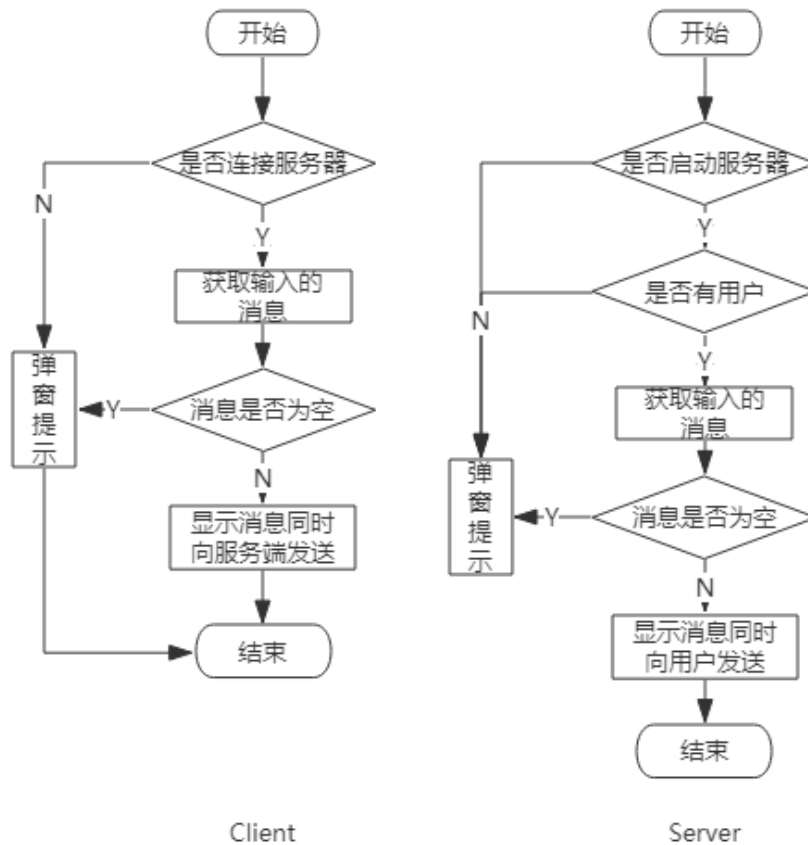 开始
是否连接服务器
N
Y
获取输入的
消息
弹
窗
提
示
Y
消息是否为空
N
显示消息同时
向服务端发送
结束
Client
开始
是否启动服务器
Y
是否有用户
N
Y
获取输入的
消息
弹
窗
提
示
Y
消息是否为空
N
显示消息同时
向用户发送
结束
Server